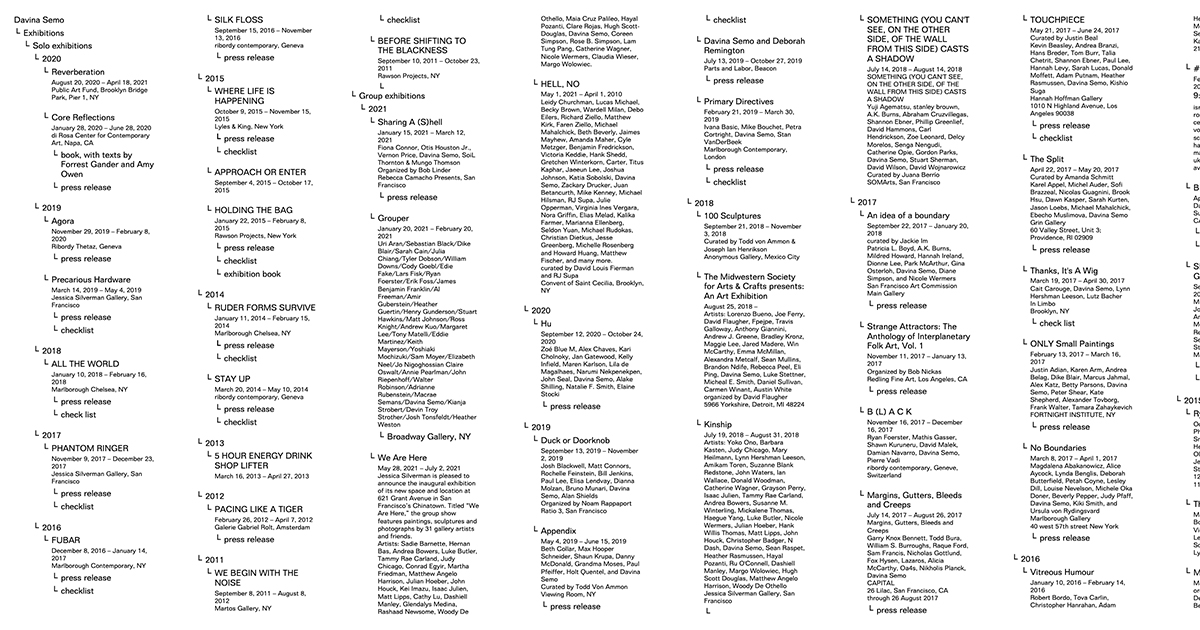 Davina Semo
└ Exhibitions
└ Solo exhibitions
└ 2020
└ Reverberation
August 20, 2020 – April 18, 2021
Public Art Fund, Brooklyn Bridge
Park, Pier 1, NY
└ Core Reflections
January 28, 2020 – June 28, 2020
di Rosa Center for Contemporary
Art, Napa, CA
└ book, with texts by
Forrest Gander and Amy
Owen
└ press release
└ 2019
└ Agora
November 29, 2019 – February 8,
2020
Ribordy Thetaz, Geneva
└ press release
└ Precarious Hardware
March 14, 2019 – May 4, 2019
Jessica Silverman Gallery, San
Francisco
└ press release
└ checklist
└ 2018
└ ALL THE WORLD
January 10, 2018 – February 16,
2018
Marlborough Chelsea, NY
└ press release
└ check list
└ 2017
└ PHANTOM RINGER
November 9, 2017 – December 23,
2017
Jessica Silverman Gallery, San
Francisco
└ press release
└ checklist
└ 2016
└ FUBAR
December 8, 2016 – January 14,
2017
Marlborough Contemporary, NY
└ press release
└ checklist
└ SILK FLOSS
September 15, 2016 – November
13, 2016
ribordy contemporary, Geneva
└ press release
└ 2015
└ WHERE LIFE IS
HAPPENING
October 9, 2015 – November 15,
2015
Lyles & King, New York
└ press release
└ checklist
└ APPROACH OR ENTER
September 4, 2015 – October 17,
2015
└ HOLDING THE BAG
January 22, 2015 – February 8,
2015
Rawson Projects, New York
└ press release
└ checklist
└ exhibition book
└ 2014
└ RUDER FORMS SURVIVE
January 11, 2014 – February 15,
2014
Marlborough Chelsea, NY
└ press release
└ checklist
└ STAY UP
March 20, 2014 – May 10, 2014
└ press release
└ checklist
└ 2013
└ 5 HOUR ENERGY DRINK
SHOP LIFTER
March 16, 2013 – April 27, 2013
└ 2012
└ PACING LIKE A TIGER
February 26, 2012 – April 7, 2012
Galerie Gabriel Rolt, Amsterdam
└ press release
└ 2011
└ WE BEGIN WITH THE
NOISE
September 8, 2011 – August 8,
2012
Martos Gallery, NY
└ checklist
└ BEFORE SHIFTING TO
THE BLACKNESS
September 10, 2011 – October 23,
2011
Rawson Projects, NY
└
└ Group exhibitions
└ 2021
└ Sharing A (S)hell
January 15, 2021 – March 12,
2021
Fiona Connor, Otis Houston Jr.,
Vernon Price, Davina Semo, SoiL
Thornton & Mungo Thomson
Organized by Bob Linder
Rebecca Camacho Presents, San
Francisco
└ press release
└ Grouper
January 20, 2021 – February 20,
2021
Uri Aran/Sebastian Black/Dike
Blair/Sarah Cain/Julia
Chiang/Tyler Dobson/William
Downs/Cody Goebl/Edie
Fake/Lars Fisk/Ryan
Foerster/Erik Foss/James
Benjamin Franklin/Al
Freeman/Amir
Guberstein/Heather
Guertin/Henry Gunderson/Stuart
Hawkins/Matt Johnson/Ross
Knight/Andrew Kuo/Margaret
Lee/Tony Matelli/Eddie
Martinez/Keith
Mayerson/Yoshiaki
Mochizuki/Sam Moyer/Elizabeth
Neel/Jo Nigoghossian Claire
Oswalt/Annie Pearlman/John
Riepenhoff/Walter
Robinson/Adrianne
Rubenstein/Macrae
Semans/Davina Semo/Kianja
Strobert/Devin Troy
Strother/Josh Tonsfeldt/Heather
Weston
└ Broadway Gallery, NY
└ We Are Here
May 28, 2021 – July 2, 2021
Jessica Silverman is pleased to
announce the inaugural exhibition
of its new space and location at
621 Grant Avenue in San
Francisco's Chinatown. Titled "We
Are Here," the group show
features paintings, sculptures and
photographs by 31 gallery artists
and friends.
Artists: Sadie Barnette, Hernan
Bas, Andrea Bowers, Luke Butler,
Tammy Rae Carland, Judy
Chicago, Conrad Egyir, Martha
Friedman, Matthew Angelo
Harrison, Julian Hoeber, John
Houck, Kei Imazu, Isaac Julien,
Matt Lipps, Cathy Lu, Dashiell
Manley, Glendalys Medina,
Rashaad Newsome, Woody De
Othello, Maia Cruz Palileo, Hayal
Pozanti, Clare Rojas, Hugh Scott-
Douglas, Davina Semo, Coreen
Simpson, Rose B. Simpson, Lam
Tung Pang, Catherine Wagner,
Nicole Wermers, Claudia Wieser,
Margo Wolowiec.
└ HELL, NO
May 1, 2021 – April 1, 2010
Leidy Churchman, Lucas Michael,
Becky Brown, Wardell Milan, Debo
Eilers, Richard Ziello, Matthew
Kirk, Faren Ziello, Michael
Mahalchick, Beth Beverly, Jaimes
Mayhew, Amanda Maher, Gyle
Metzger, Benjamin Fredrickson,
Victoria Keddie, Hank Shedd,
Gretchen Winterkorn, Carter, Titus
Kaphar, Jaeeun Lee, Joshua
Johnson, Katia Sobolski, Davina
Semo, Zackary Drucker, Juan
Betancurth, Mike Kenney, Michael
Hilsman, RJ Supa, Julie
Opperman, Virginia Ines Vergara,
Nora Griffin, Elias Melad, Kalika
Farmer, Marianna Ellenberg,
Seldon Yuan, Michael Rudokas,
Christian Dietkus, Jesse
Greenberg, Michelle Rosenberg
and Howard Huang, Matthew
Fischer, and many more.
curated by David Louis Fierman
and RJ Supa
Convent of Saint Cecilia, Brooklyn,
NY
└ 2020
└ Hu
September 12, 2020 – October 24,
2020
Zoë Blue M, Alex Chaves, Kari
Cholnoky, Jan Gatewood, Kelly
Infield, Maren Karlson, Lila de
Magalhaes, Narumi Nekpenekpen,
John Seal, Davina Semo, Alake
Shilling, Natalie F. Smith, Elaine
Stocki
└ press release
└ 2019
└ Duck or Doorknob
September 13, 2019 – November
2, 2019
Josh Blackwell, Matt Connors,
Rochelle Feinstein, Bill Jenkins,
Paul Lee, Elisa Lendvay, Dianna
Molzan, Bruno Munari, Davina
Semo, Alan Shields
Organized by Noam Rappaport
Ratio 3, San Francisco
└ Appendix
May 4, 2019 – June 15, 2019
Beth Collar, Max Hooper
Schneider, Shaun Krupa, Danny
McDonald, Grandma Moses, Paul
Pfeiffer, Holt Quentel, and Davina
Semo
Curated by Todd Von Ammon
Viewing Room, NY
└ press release
└ checklist
└ Davina Semo and Deborah
Remington
July 13, 2019 – October 27, 2019
Parts and Labor, Beacon
└ press release
└ Primary Directives
February 21, 2019 – March 30,
2019
Ivana Basic, Mike Bouchet, Petra
Cortright, Davina Semo, Stan
VanDerBeek
Marlborough Contemporary,
London
└ press release
└ checklist
└ 2018
└ 100 Sculptures
September 21, 2018 – November
3, 2018
Curated by Todd von Ammon &
Joseph Ian Henrikson
Anonymous Gallery, Mexico City
└ The Midwestern Society
for Arts & Crafts presents:
An Art Exhibition
August 25, 2018 –
Artists: Lorenzo Bueno, Joe Ferry,
David Flaugher, Fpejpe, Travis
Galloway, Anthony Giannini,
Andrew J. Greene, Bradley Kronz,
Maggie Lee, Jared Madere, Win
McCarthy, Emma McMillan,
Alexandra Metcalf, Sean Mullins,
Brandon Ndife, Rebecca Peel, Eli
Ping, Davina Semo, Luke Stettner,
Micheal E. Smith, Daniel Sullivan,
Carmen Winant, Austin White
organized by David Flaugher
5966 Yorkshire, Detroit, MI 48224
└ Kinship
July 19, 2018 – August 31, 2018
Artists: Yoko Ono, Barbara
Kasten, Judy Chicago, Mary
Heilmann, Lynn Hershman Leeson,
Amikam Toren, Suzanne Blank
Redstone, John Waters, Ian
Wallace, Donald Woodman,
Catherine Wagner, Grayson Perry,
Isaac Julien, Tammy Rae Carland,
Andrea Bowers, Susanne M.
Winterling, Mickalene Thomas,
Haegue Yang, Luke Butler, Nicole
Wermers, Julian Hoeber, Hank
Willis Thomas, Matt Lipps, John
Houck, Christopher Badger, N
Dash, Davina Semo, Sean Raspet,
Heather Rasmussen, Hayal
Pozanti, Ru O'Connell, Dashiell
Manley, Margo Wolowiec, Hugh
Scott Douglas, Matthew Angelo
Harrison, Woody De Othello
Jessica Silverman Gallery, San
Francisco
└
└ SOMETHING (YOU CAN'T
SEE, ON THE OTHER
SIDE, OF THE WALL
FROM THIS SIDE) CASTS
A SHADOW
July 14, 2018 – August 14, 2018
SOMETHING (YOU CAN'T SEE,
ON THE OTHER SIDE, OF THE
WALL FROM THIS SIDE) CASTS
A SHADOW
Yuji Agematsu, stanley brouwn,
A.K. Burns, Abraham Cruzvillegas,
Shannon Ebner, Phillip Greenlief,
David Hammons, Carl
Hendrickson, Zoe Leonard, Delcy
Morelos, Senga Nengudi,
Catherine Opie, Gordon Parks,
Davina Semo, Stuart Sherman,
David Wilson, David Wojnarowicz
Curated by Juana Berrio
SOMArts, San Francisco
└ 2017
└ An idea of a boundary
September 22, 2017 – January 20,
2018
curated by Jackie Im
Patricia L. Boyd, A.K. Burns,
Mildred Howard, Hannah Ireland,
Dionne Lee, Park McArthur, Gina
Osterloh, Davina Semo, Diane
Simpson, and Nicole Wermers
San Francisco Art Commission
Main Gallery
└ press release
└ Strange Attractors: The
Anthology of Interplanetary
Folk Art, Vol. 1
November 11, 2017 – January 13,
2017
Organized by Bob Nickas
Redling Fine Art, Los Angeles, CA
└ press release
└ B (L) A C K
November 16, 2017 – December
16, 2017
Ryan Foerster, Mathis Gasser,
Shawn Kuruneru, David Malek,
Damian Navarro, Davina Semo,
Pierre Vadi
ribordy contemporary, Geneva,
Switzerland
└ Margins, Gutters, Bleeds
and Creeps
July 14, 2017 – August 26, 2017
Margins, Gutters, Bleeds and
Creeps
Garry Knox Bennett, Todd Bura,
William S. Burroughs, Raque Ford,
Sam Francis, Nicholas Gottlund,
Fox Hysen, Lazaros, Alicia
McCarthy, Oa4s, Nikholis Planck,
Davina Semo
CAPITAL
26 Lilac, San Francisco, CA
through 26 August 2017
└ press release
└ TOUCHPIECE
May 21, 2017 – June 24, 2017
Curated by Justin Beal
Kevin Beasley, Andrea Branzi,
Hans Breder, Tom Burr, Talia
Chetrit, Shannon Ebner, Paul Lee,
Hannah Levy, Sarah Lucas, Donald
Moffett, Adam Putnam, Heather
Rasmussen, Davina Semo, Kishio
Suga
Hannah Hoffman Gallery
1010 N Highland Avenue, Los
Angeles 90038
└ press release
└ checklist
└ The Split
April 22, 2017 – May 20, 2017
Curated by Amanda Schmitt
Karel Appel, Michel Auder, Sofi
Brazzeal, Nicolas Guagnini, Brook
Hsu, Dawn Kasper, Sarah Kurten,
Jason Loebs, Michael Mahalchick,
Ebecho Muslimova, Davina Semo
Grin Gallery
60 Valley Street, Unit 3;
Providence, RI 02909
└ press release
└ Thanks, It's A Wig
March 19, 2017 – April 30, 2017
Cait Carouge, Davina Semo, Lynn
Hershman Leeson, Lutz Bacher
In Limbo
Brooklyn, NY
└ check list
└ ONLY Small Paintings
February 13, 2017 – March 16,
2017
Justin Adian, Karen Arm, Andrea
Belag, Dike Blair, Marcus Jahmal,
Alex Katz, Betty Parsons, Davina
Semo, Peter Shear, Kate
Shepherd, Alexander Tovborg,
Frank Walter, Tamara Zahaykevich
FORTNIGHT INSTITUTE, NY
└ press release
└ No Boundaries
March 8, 2017 – April 1, 2017
Magdalena Abakanowicz, Alice
Aycock, Lynda Benglis, Deborah
Butterfield, Petah Coyne, Lesley
Dill, Louise Nevelson, Michele Oka
Doner, Beverly Pepper, Judy Pfaff,
Davina Semo, Kiki Smith, and
Ursula von Rydingsvard
Marlborough Gallery
40 west 57th street New York
└ press release
└ 2016
└ Vitreous Humour
January 10, 2016 – February 14,
2016
Robert Bordo, Tova Carlin,
Christopher Hanrahan, Adam
└ 2015